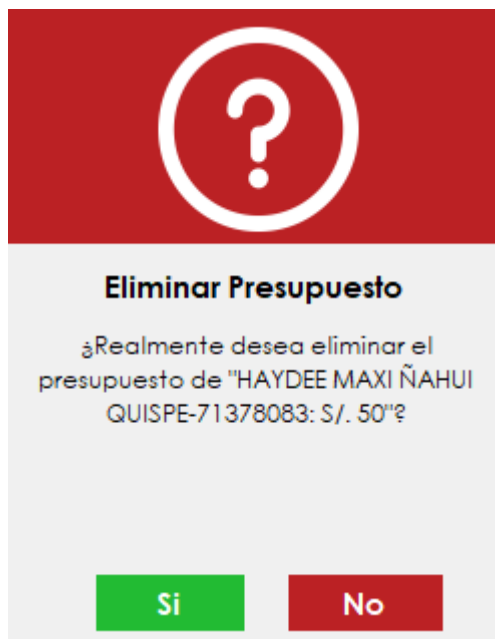 ?
Eliminar Presupuesto
¿Realmente desea eliminar el
presupuesto de "HAYDEE MAXI ÑAHUI
QUISPE-71378083: S/. 50"?
Si No